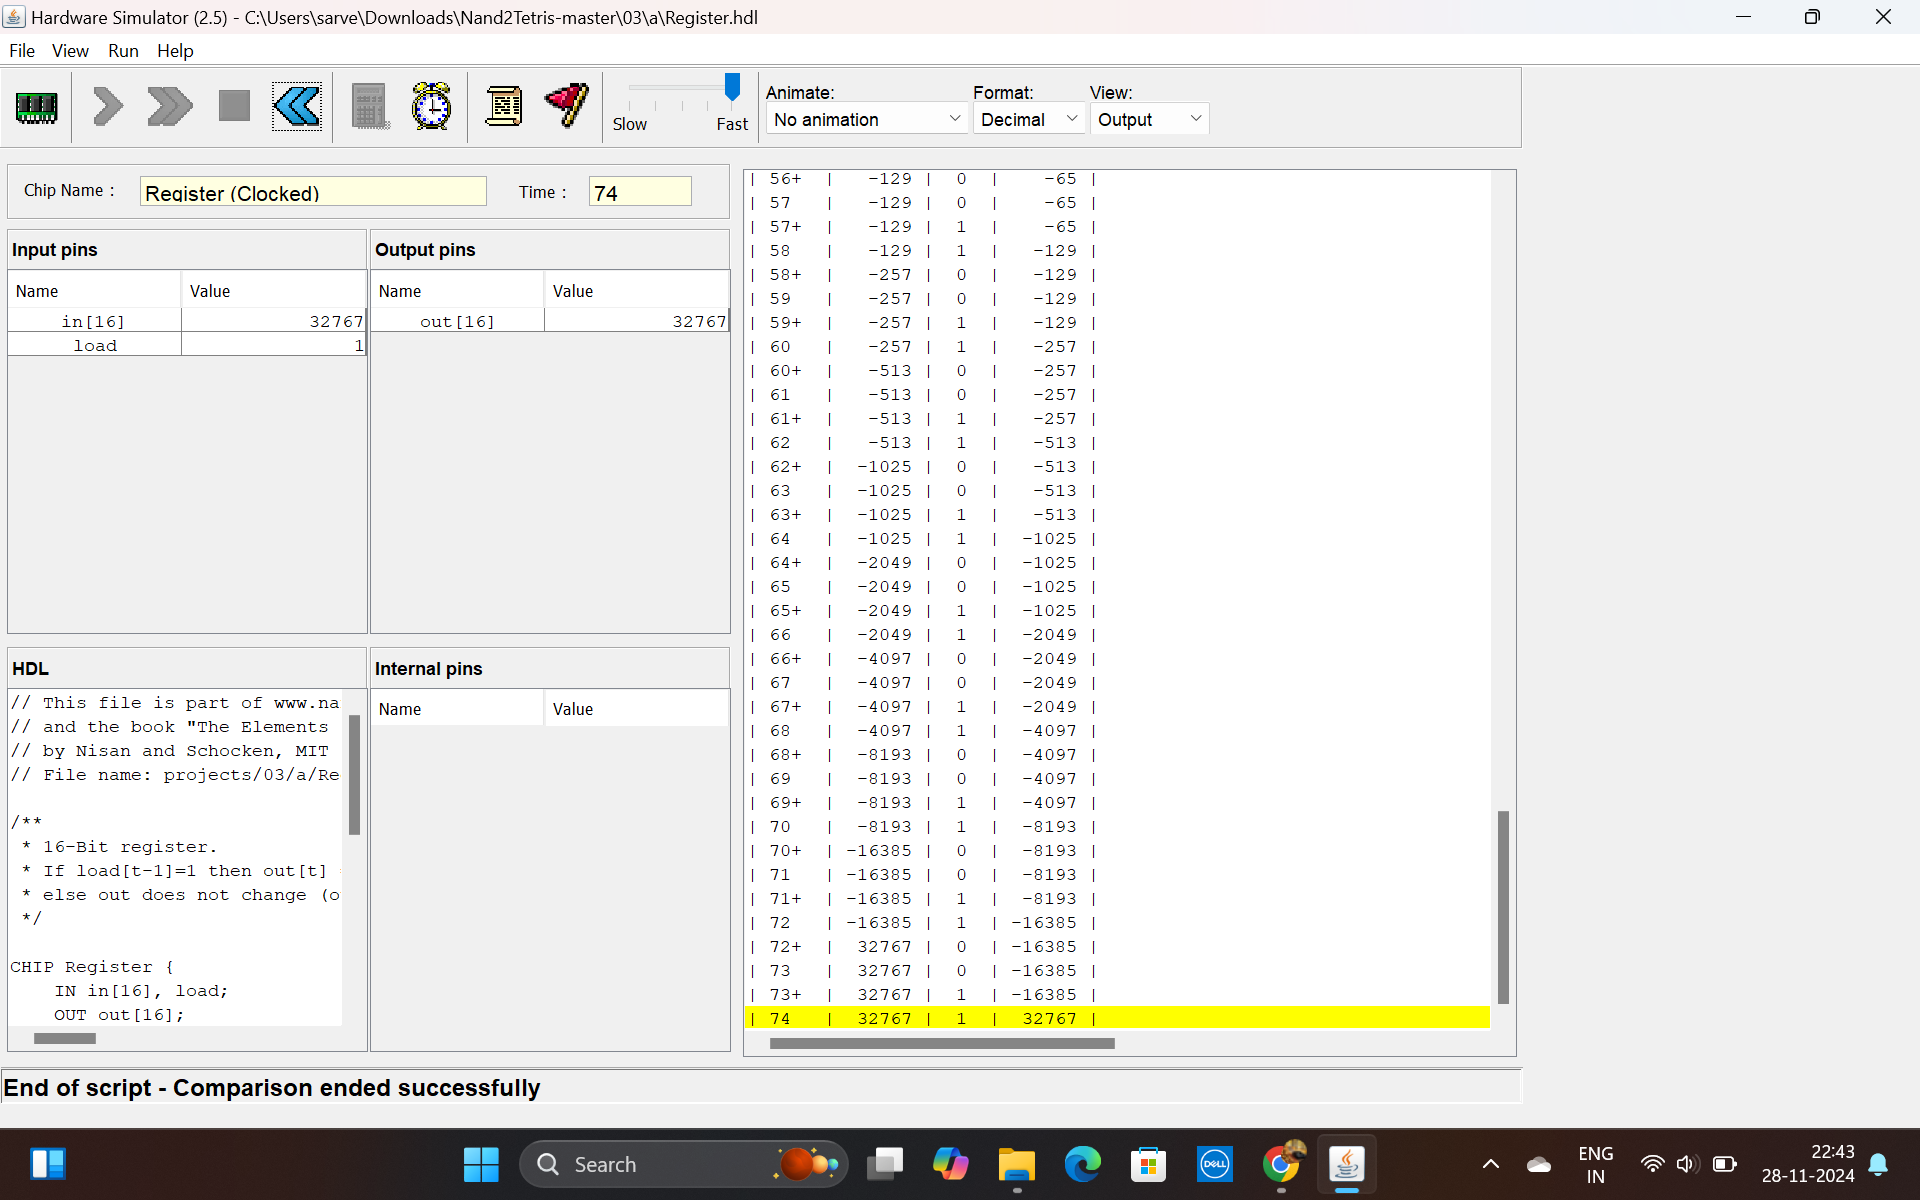 Hardware Simulator (2.5) - C:\Users\sarve\Downloads\Nand2Tetris-master\03\a\Register.hdl
File View Run Help
Slow Fast
Animate: Format: View:
No animation Decimal Output
Chip Name : Register (Clocked) Time : 74
Input pins
Name Value
in[16] 32767
load 1
Output pins
Name Value
out[16] 32767
HDL
// This file is part of www.na
// and the book "The Elements
// by Nisan and Schocken, MIT
// File name: projects/03/a/Re
/**
* 16-Bit register.
* If load[t-1]=1 then out[t]
* else out does not change (o
*/
CHIP Register {
IN in[16], load;
OUT out[16];
Internal pins
Name Value
| 56+ | -129 | 0 | -65 |
| 57 | -129 | 0 | -65 |
| 57+ | -129 | 1 | -65 |
| 58 | -129 | 1 | -129 |
| 58+ | -257 | 0 | -129 |
| 59 | -257 | 0 | -129 |
| 59+ | -257 | 1 | -129 |
| 60 | -257 | 1 | -257 |
| 60+ | -513 | 0 | -257 |
| 61 | -513 | 0 | -257 |
| 61+ | -513 | 1 | -257 |
| 62 | -513 | 1 | -513 |
| 62+ | -1025 | 0 | -513 |
| 63 | -1025 | 0 | -513 |
| 63+ | -1025 | 1 | -513 |
| 64 | -1025 | 1 | -1025 |
| 64+ | -2049 | 0 | -1025 |
| 65 | -2049 | 0 | -1025 |
| 65+ | -2049 | 1 | -1025 |
| 66 | -2049 | 1 | -2049 |
| 66+ | -4097 | 0 | -2049 |
| 67 | -4097 | 0 | -2049 |
| 67+ | -4097 | 1 | -2049 |
| 68 | -4097 | 1 | -4097 |
| 68+ | -8193 | 0 | -4097 |
| 69 | -8193 | 0 | -4097 |
| 69+ | -8193 | 1 | -4097 |
| 70 | -8193 | 1 | -8193 |
| 70+ | -16385 | 0 | -8193 |
| 71 | -16385 | 0 | -8193 |
| 71+ | -16385 | 1 | -8193 |
| 72 | -16385 | 1 | -16385 |
| 72+ | 32767 | 0 | -16385 |
| 73 | 32767 | 0 | -16385 |
| 73+ | 32767 | 1 | -16385 |
| 74 | 32767 | 1 | 32767 |
End of script - Comparison ended successfully
Search
DELL
ENG
IN
22:43
28-11-2024